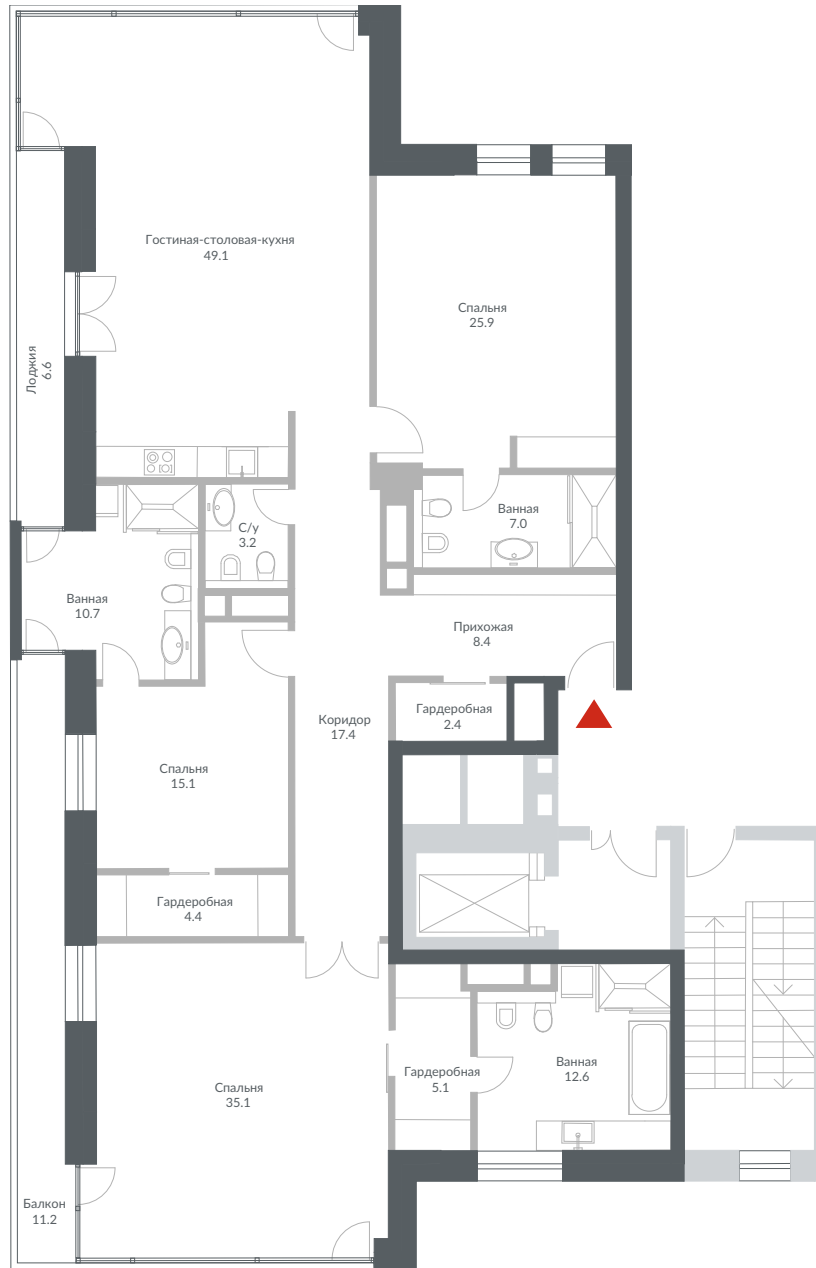 Гостиная-столовая-кухня
49.1
Спальня
25.9
Лоджия
6.6
Ванная
7.0
С/у
3.2
Ванная
10.7
Прихожая
8.4
Гардеробная
2.4
Коридор
17.4
Спальня
15.1
Гардеробная
4.4
Спальня
35.1
Гардеробная
5.1
Ванная
12.6
Балкон
11.2